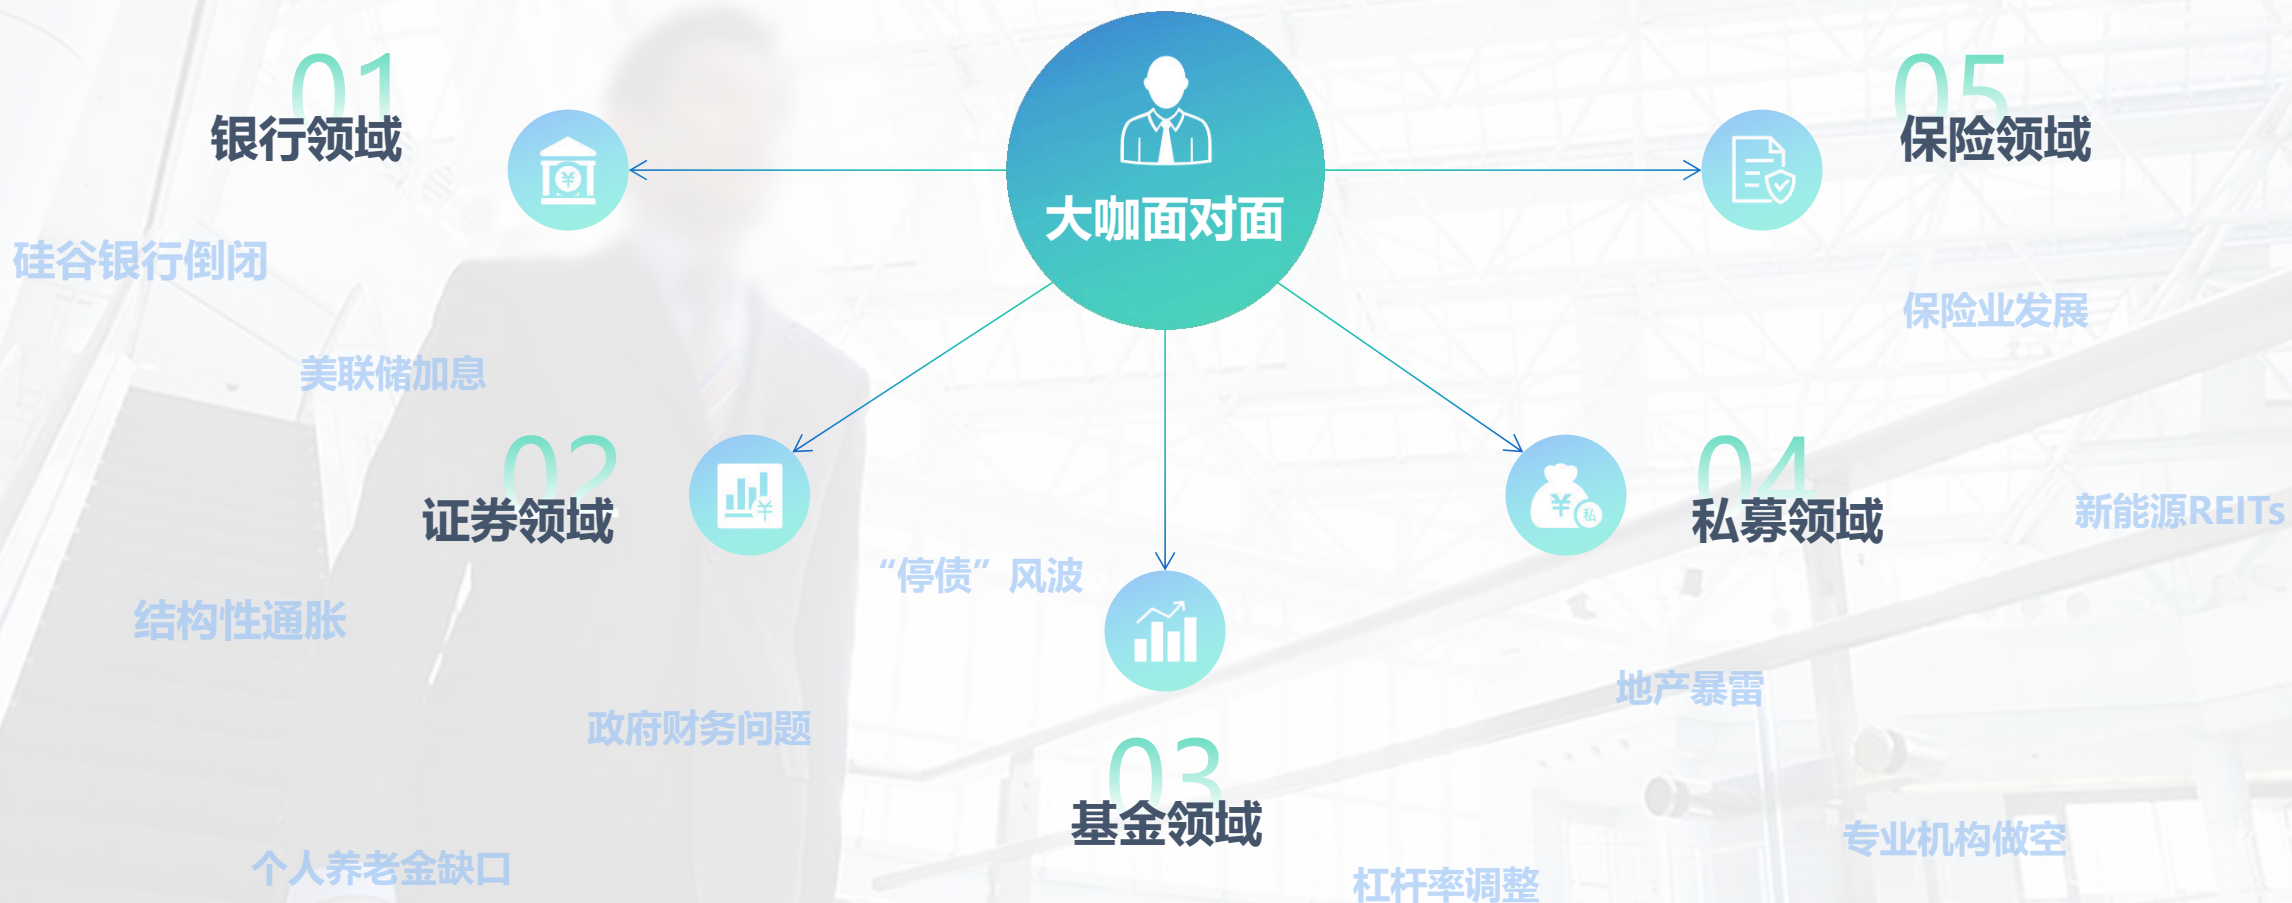 01
银行领域
大咖面对面
05
保险领域
硅谷银行倒闭
保险业发展
美联储加息
02
证券领域
04
私募领域
私
新能源REITs
“停债”风波
结构性通胀
地产暴雷
政府财务问题
03
基金领域
专业机构做空
个人养老金缺口
杠杆率调整